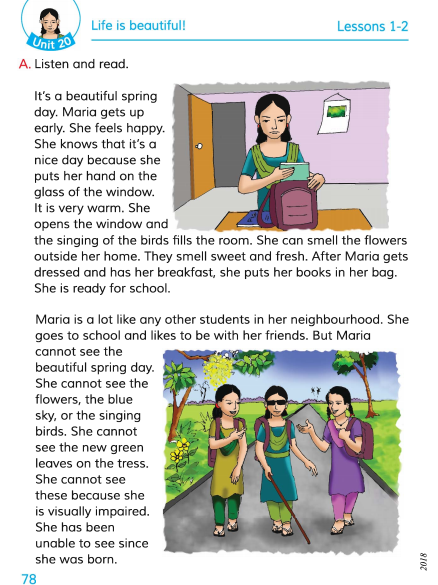 Unit 20
Life is beautiful!
Lessons 1-2
A. Listen and read.
It's a beautiful spring
day. Maria gets up
early. She feels happy.
She knows that it's a
nice day because she
puts her hand on the
glass of the window.
It is very warm. She
opens the window and
the singing of the birds fills the room. She can smell the flowers
outside her home. They smell sweet and fresh. After Maria gets
dressed and has her breakfast, she puts her books in her bag.
She is ready for school.
Maria is a lot like any other students in her neighbourhood. She
goes to school and likes to be with her friends. But Maria
cannot see the
beautiful spring day.
She cannot see the
flowers, the blue
sky, or the singing
birds. She cannot
see the new green
leaves on the tress.
She cannot see
these because she
is visually impaired.
She has been
unable to see since
she was born.
78
2018